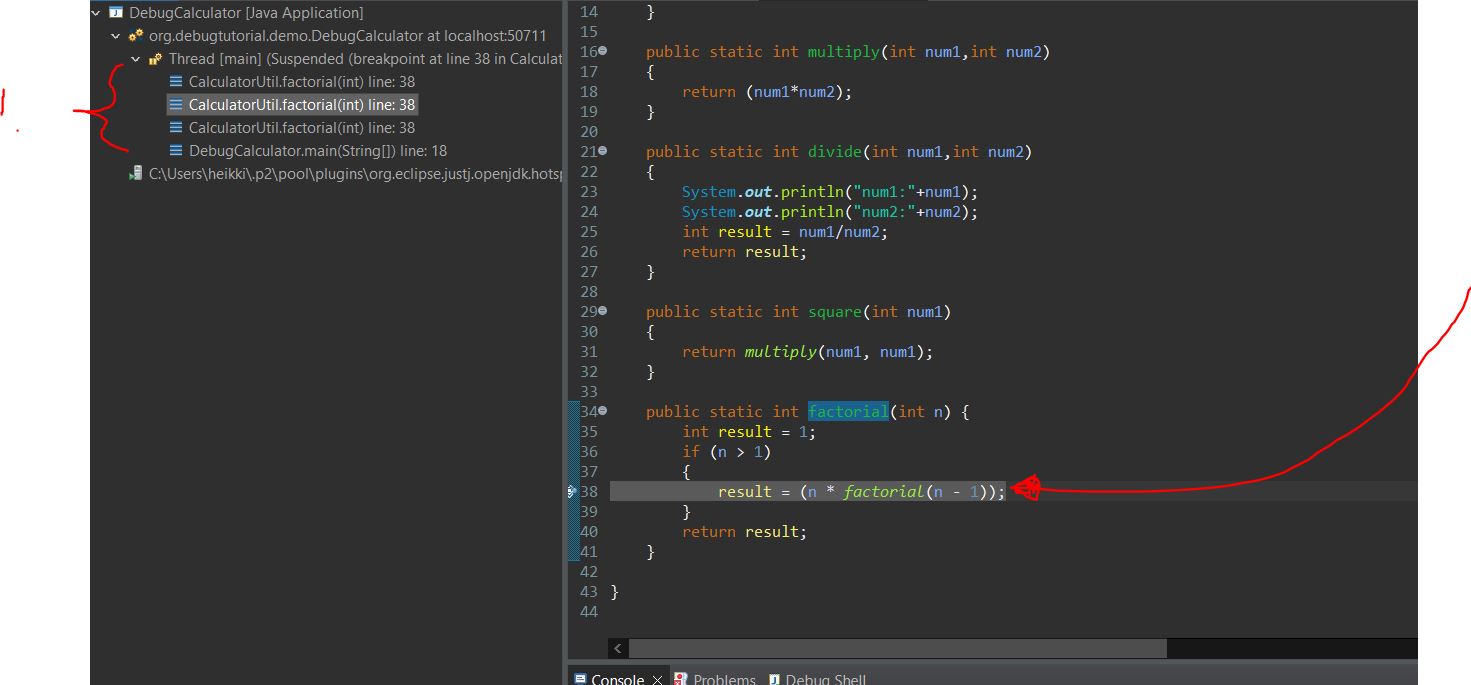 DebugCalculator [Java Application]
org.debugtutorial.demo.DebugCalculator at localhost:50711
Thread [main] (Suspended (breakpoint at line 38 in Calculat
CalculatorUtil.factorial(int) line: 38
CalculatorUtil.factorial(int) line: 38
CalculatorUtil.factorial(int) line: 38
DebugCalculator.main(String[]) line: 18
C:\Users\heikki\.p2\pool\plugins\org.eclipse.justj.openjdk.hotsp
1.
14 }
15
16 public static int multiply(int num1,int num2)
17 {
18 return (num1*num2);
19 }
20
21 public static int divide(int num1,int num2)
22 {
23 System.out.println("num1:"+num1);
24 System.out.println("num2:"+num2);
25 int result = num1/num2;
26 return result;
27 }
28
29 public static int square(int num1)
30 {
31 return multiply(num1, num1);
32 }
33
34 public static int factorial(int n) {
35 int result = 1;
36 if (n > 1)
37 {
38 result = (n * factorial(n - 1));
39 }
40 return result;
41 }
42
43 }
44
Console Problems Debug Shell